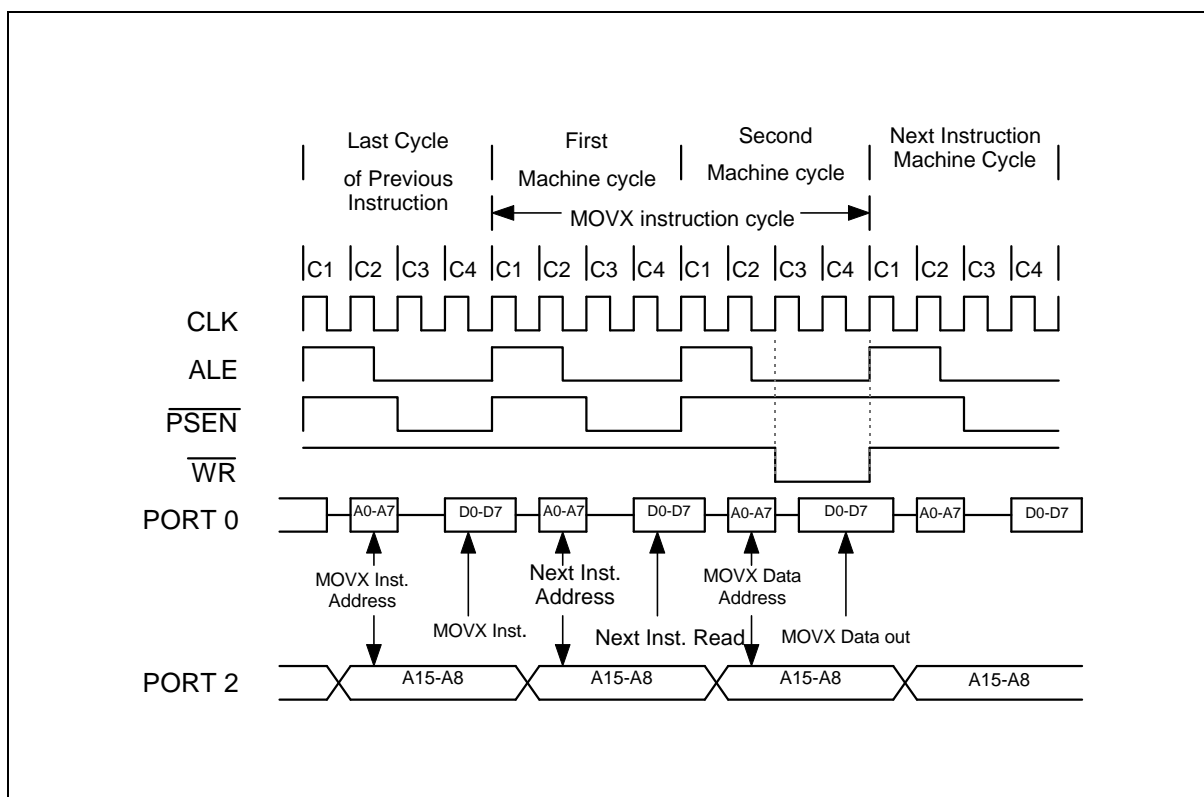 Last Cycle
of Previous
Instruction
First
Machine cycle
Second
Machine cycle
Next Instruction
Machine Cycle
MOVX instruction cycle
C1 C2 C3 C4 C1 C2 C3 C4 C1 C2 C3 C4 C1 C2 C3 C4
CLK
ALE
PSEN
WR
PORT 0
A0-A7 D0-D7 A0-A7 D0-D7 A0-A7 D0-D7 A0-A7 D0-D7
MOVX Inst.
Address
MOVX Inst.
Next Inst.
Address
Next Inst. Read
MOVX Data
Address
MOVX Data out
PORT 2
A15-A8 A15-A8 A15-A8 A15-A8